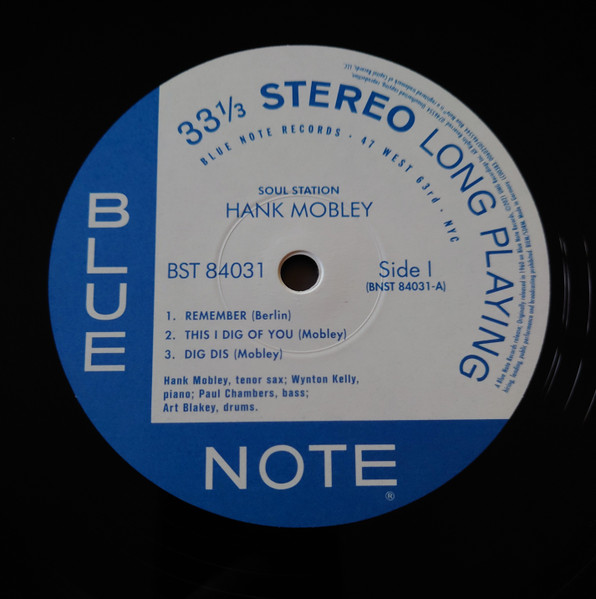 33⅓ STEREO LONG PLAYING
BLUE NOTE RECORDS · 47 WEST 63rd · NYC
SOUL STATION
HANK MOBLEY
BST 84031
Side 1
(BNST 84031-A)
1. REMEMBER (Berlin)
2. THIS I DIG OF YOU (Mobley)
3. DIG DIS (Mobley)
Hank Mobley, tenor sax; Wynton Kelly,
piano; Paul Chambers, bass;
Art Blakey, drums.
BLUE
NOTE®